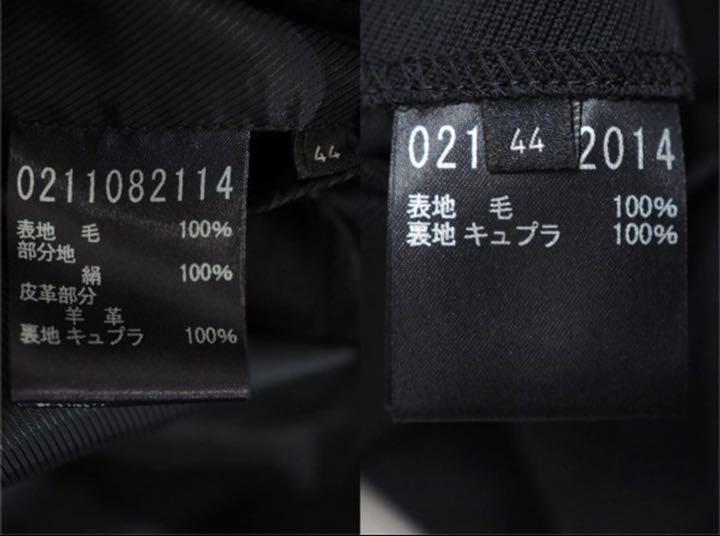 0211082114
44
表地 毛 100%
部分地
絹 100%
皮革部分
羊 革
裏地 キュプラ 100%
021 44 2014
表地 毛 100%
裏地 キュプラ 100%